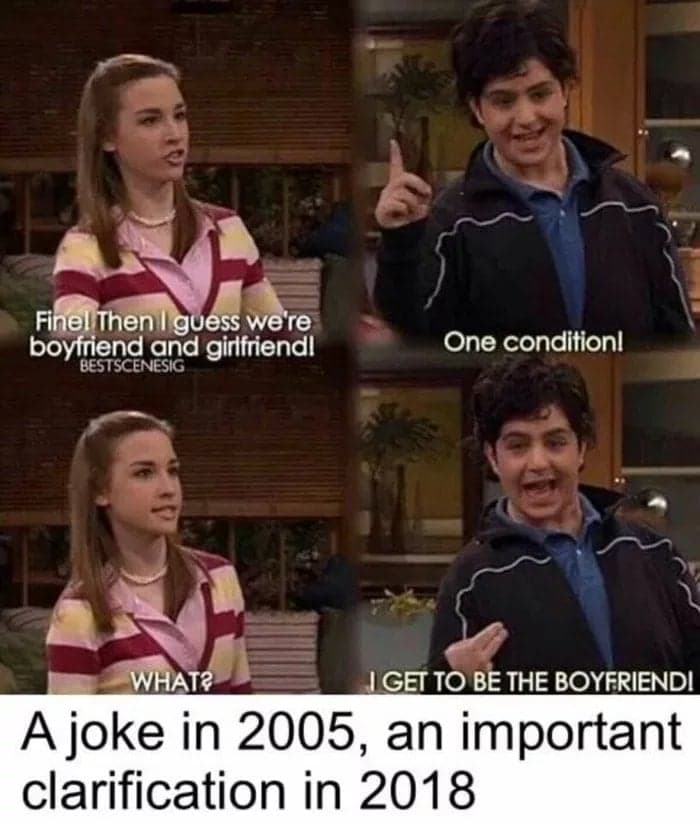 Fine! Then I guess we're
boyfriend and girlfriend!
BESTSCENESIG
One condition!
WHAT?
I GET TO BE THE BOYFRIEND!
A joke in 2005, an important
clarification in 2018